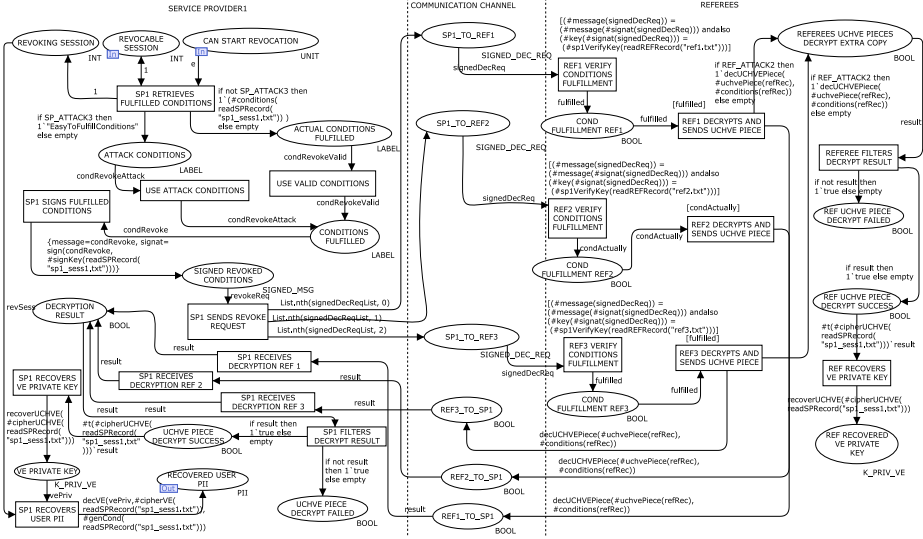 SERVICE PROVIDER1
COMMUNICATION CHANNEL
REFEREES
REVOKING SESSION
INT
REVOCABLE
SESSION
In
INT
CAN START REVOCATION
In
UNIT
1
1
e
SP1 RETRIEVES
FULFILLED CONDITIONS
if not SP_ATTACK3 then
1`(#conditions(
readSPRecord(
"sp1_sess1,txt")) )
else empty
if SP_ATTACK3 then
1`"EasyToFulfillConditions"
else empty
ACTUAL CONDITIONS
FULFILLED
LABEL
ATTACK CONDITIONS
LABEL
condRevokeAttack
condRevokeValid
USE ATTACK CONDITIONS
USE VALID CONDITIONS
condRevokeValid
condRevokeAttack
SP1 SIGNS FULFILLED
CONDITIONS
condRevoke
CONDITIONS
FULFILLED
LABEL
{message=condRevoke, signat=
sign(condRevoke,
#signKey(readSPRecord(
"sp1_sess1,txt")))}
SIGNED REVOKED
CONDITIONS
SIGNED_MSG
revokeReq
SP1 SENDS REVOKE
REQUEST
List,nth(signedDecReqList, 0)
List,nth(signedDecReqList, 1)
List,nth(signedDecReqList, 2)
revSess
DECRYPTION
RESULT
BOOL
result
SP1 RECEIVES
DECRYPTION REF 1
result
result
SP1 RECEIVES
DECRYPTION REF 2
result
SP1 RECOVERS
VE PRIVATE KEY
result
SP1 RECEIVES
DECRYPTION REF 3
result
recoverUCHVE(
#cipherUCHVE(
readSPRecord(
"sp1_sess1,txt")))
#t(#cipherUCHVE(
readSPRecord(
"sp1_sess1,txt")
)))`result
result
UCHVE PIECE
DECRYPT SUCCESS
BOOL
if result then
1`true else
empty
SP1 FILTERS
DECRYPT RESULT
VE PRIVATE KEY
K_PRIV_VE
vePriv
RECOVERED USER
PII
Out
PII
if not result
then 1`true
else empty
SP1 RECOVERS
USER PII
decVE(vePriv,#cipherVE(
readSPRecord("sp1_sess1.txt")),
#genCond(
readSPRecord("sp1_sess1,txt")))
UCHVE PIECE
DECRYPT FAILED
BOOL
SP1_TO_REF1
SIGNED_DEC_REQ
signedDecReq
SP1_TO_REF2
SIGNED_DEC_REQ
signedDecReq
SP1_TO_REF3
SIGNED_DEC_REQ
signedDecReq
REF3_TO_SP1
BOOL
REF2_TO_SP1
BOOL
result
REF1_TO_SP1
BOOL
[(#message(signedDecReq)) =
(#message(#signat(signedDecReq))) andalso
(#key(#signat(signedDecReq))) =
(#sp1VerifyKey(readREFRecord("ref1.txt")))]
REF1 VERIFY
CONDITIONS
FULFILLMENT
if REF_ATTACK2 then
1`decUCHVEPiece(
#uchvePiece(refRec),
#conditions(refRec))
else empty
fulfilled
[fulfilled]
COND
FULFILLMENT REF1
BOOL
fulfilled
REF1 DECRYPTS AND
SENDS UCHVE PIECE
[(#message(signedDecReq)) =
(#message(#signat(signedDecReq))) andalso
(#key(#signat(signedDecReq))) =
(#sp1VerifyKey(readREFRecord("ref2.txt")))]
REF2 VERIFY
CONDITIONS
FULFILLMENT
[condActually]
REF2 DECRYPTS AND
SENDS UCHVE PIECE
condActually
condActually
COND
FULFILLMENT REF2
BOOL
[(#message(signedDecReq)) =
(#message(#signat(signedDecReq))) andalso
(#key(#signat(signedDecReq))) =
(#sp1VerifyKey(readREFRecord("ref3.txt")))]
[fulfilled]
REF3 VERIFY
CONDITIONS
FULFILLMENT
REF3 DECRYPTS AND
SENDS UCHVE PIECE
fulfilled
COND
FULFILLMENT REF3
BOOL
fulfilled
decUCHVEPiece(#uchvePiece(refRec),
#conditions(refRec))
decUCHVEPiece(#uchvePiece(refRec),
#conditions(refRec))
decUCHVEPiece(#uchvePiece(refRec),
#conditions(refRec))
REFEREES UCHVE PIECES
DECRYPT EXTRA COPY
BOOL
if REF_ATTACK2 then
1`decUCHVEPiece(
#uchvePiece(refRec),
#conditions(refRec))
else empty
result
REFEREE FILTERS
DECRYPT RESULT
if not result then
1`true else empty
REF UCHVE PIECE
DECRYPT FAILED
BOOL
if result then
1`true else empty
REF UCHVE PIECE
DECRYPT SUCCESS
BOOL
#t(#cipherUCHVE(
readSPRecord(
"sp1_sess1,txt")))`result
REF RECOVERS
VE PRIVATE KEY
recoverUCHVE(#cipherUCHVE(
readSPRecord("sp1_sess1,txt")))
REF RECOVERED
VE PRIVATE
KEY
K_PRIV_VE